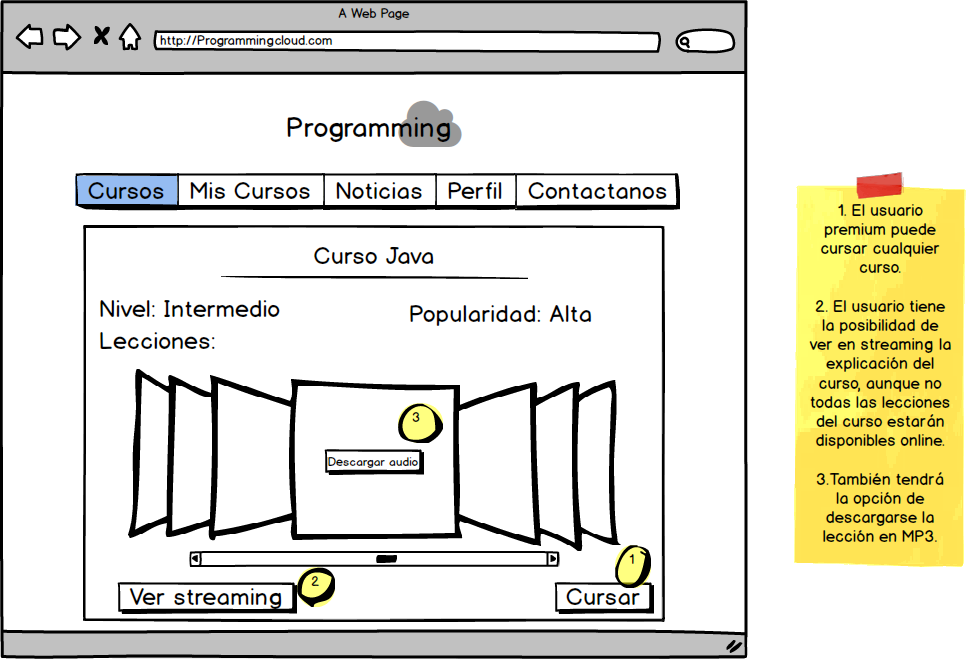 A Web Page
http://Programmingcloud.com
Programming
Cursos Mis Cursos Noticias Perfil Contactanos
Curso Java
Nivel: Intermedio Popularidad: Alta
Lecciones:
3
Descargar audio
2
1
Ver streaming Cursar
1. El usuario
premium puede
cursar cualquier
curso.
2. El usuario tiene
la posibilidad de
ver en streaming la
explicación del
curso, aunque no
todas las lecciones
del curso estarán
disponibles online.
3.También tendrá
la opción de
descargarse la
lección en MP3.